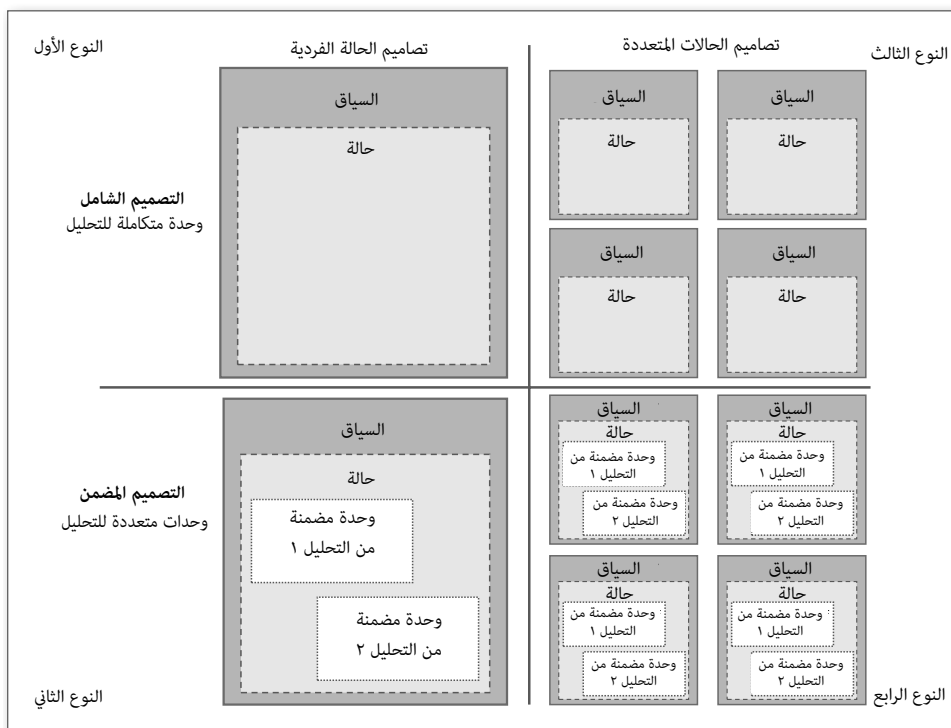 النوع الثالث
تصاميم الحالات المتعددة
تصاميم الحالة الفردية
النوع الأول
السياق
السياق
السياق
حالة
حالة
حالة
التصميم الشامل
وحدة متكاملة للتحليل
السياق
السياق
حالة
حالة
السياق
السياق
السياق
حالة
حالة
حالة
وحدة مضمنة من
التحليل ١
وحدة مضمنة من
التحليل ١
وحدة مضمنة من
التحليل ٢
وحدة مضمنة من
التحليل ٢
وحدة مضمنة
من التحليل ١
وحدة مضمنة
من التحليل ٢
التصميم المضمن
وحدات متعددة للتحليل
السياق
السياق
حالة
حالة
وحدة مضمنة من
التحليل ١
وحدة مضمنة من
التحليل ١
وحدة مضمنة من
التحليل ٢
وحدة مضمنة من
التحليل ٢
النوع الرابع
النوع الثاني